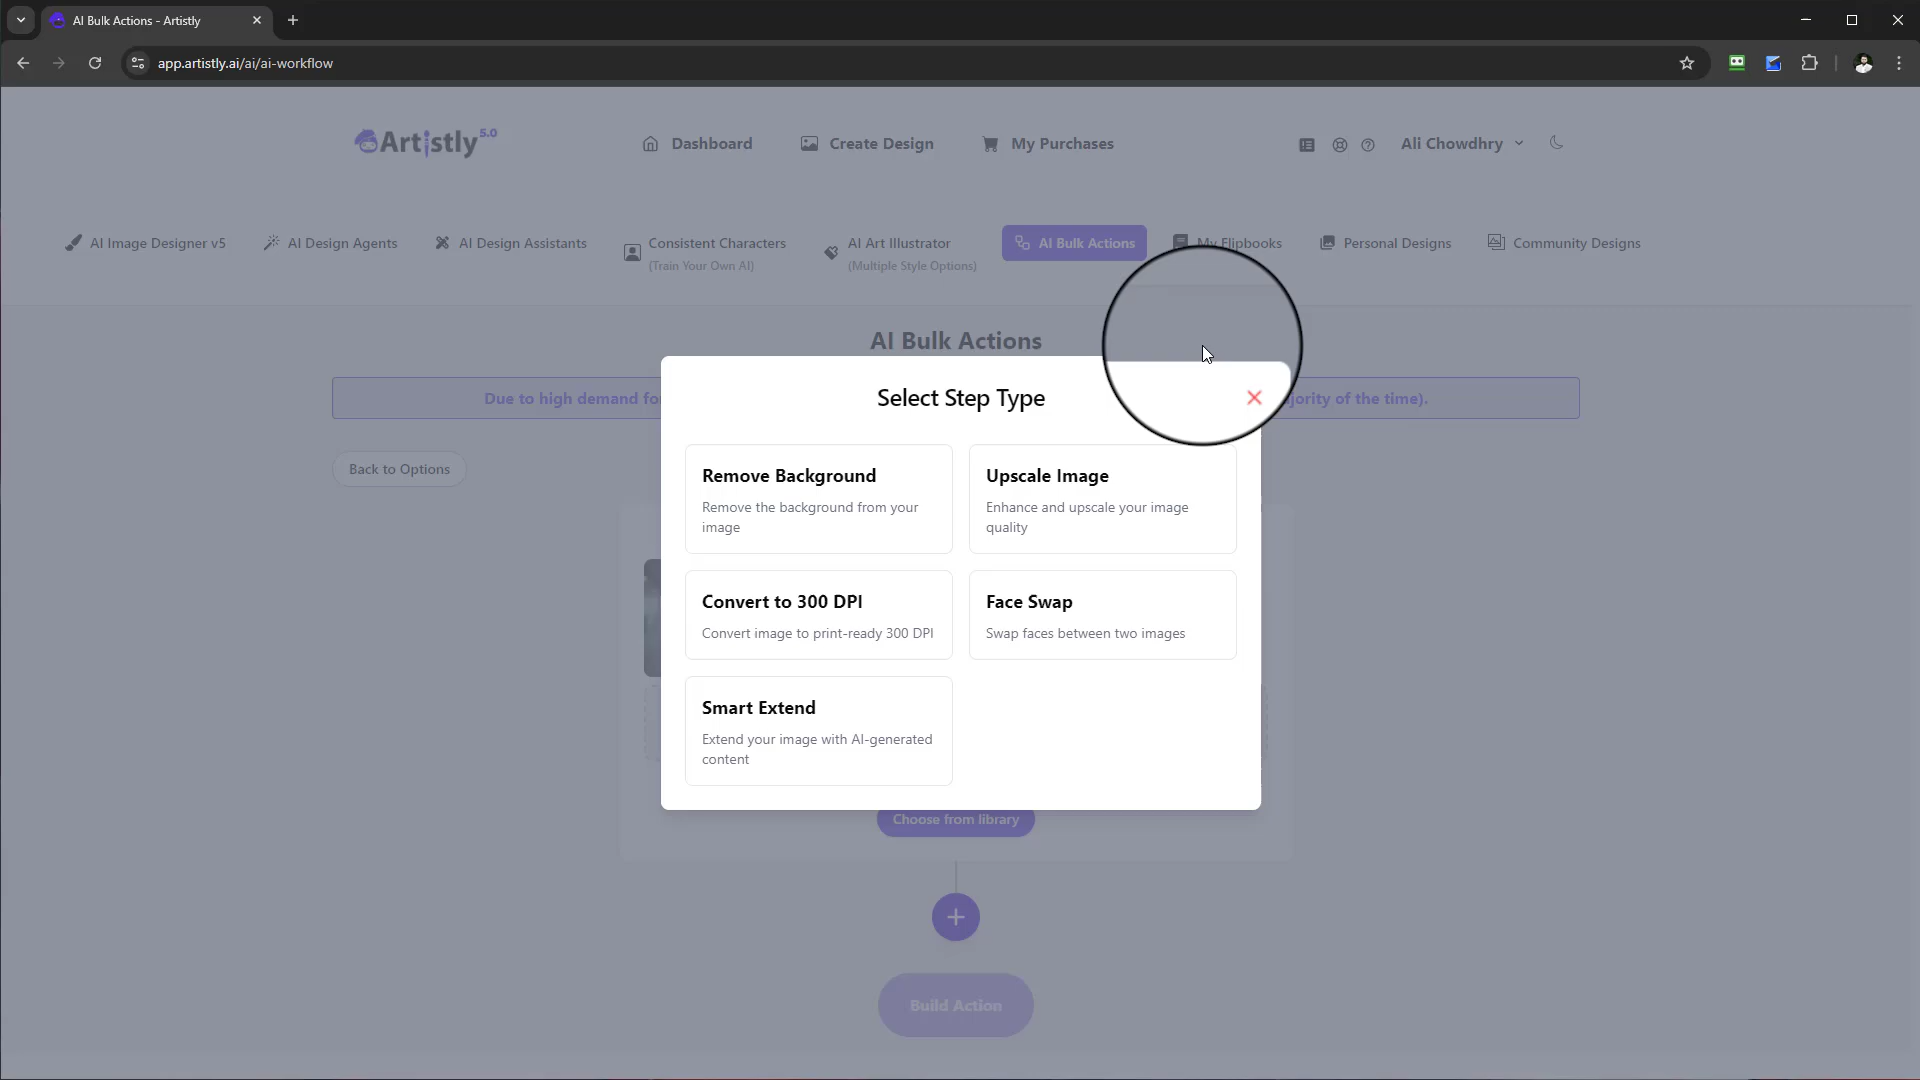 AI Bulk Actions - Artistly
app.artistly.ai/ai/ai-workflow
Artistly 5.0
Dashboard
Create Design
My Purchases
Ali Chowdhry
AI Image Designer v5
AI Design Agents
AI Design Assistants
Consistent Characters
(Train Your Own AI)
AI Art Illustrator
(Multiple Style Options)
AI Bulk Actions
My Flipbooks
Personal Designs
Community Designs
AI Bulk Actions
Due to high demand
of the time).
Select Step Type
Back to Options
Remove Background
Remove the background from your
image
Upscale Image
Enhance and upscale your image
quality
Convert to 300 DPI
Convert image to print-ready 300 DPI
Face Swap
Swap faces between two images
Smart Extend
Extend your image with AI-generated
content
Choose from library
Build Action